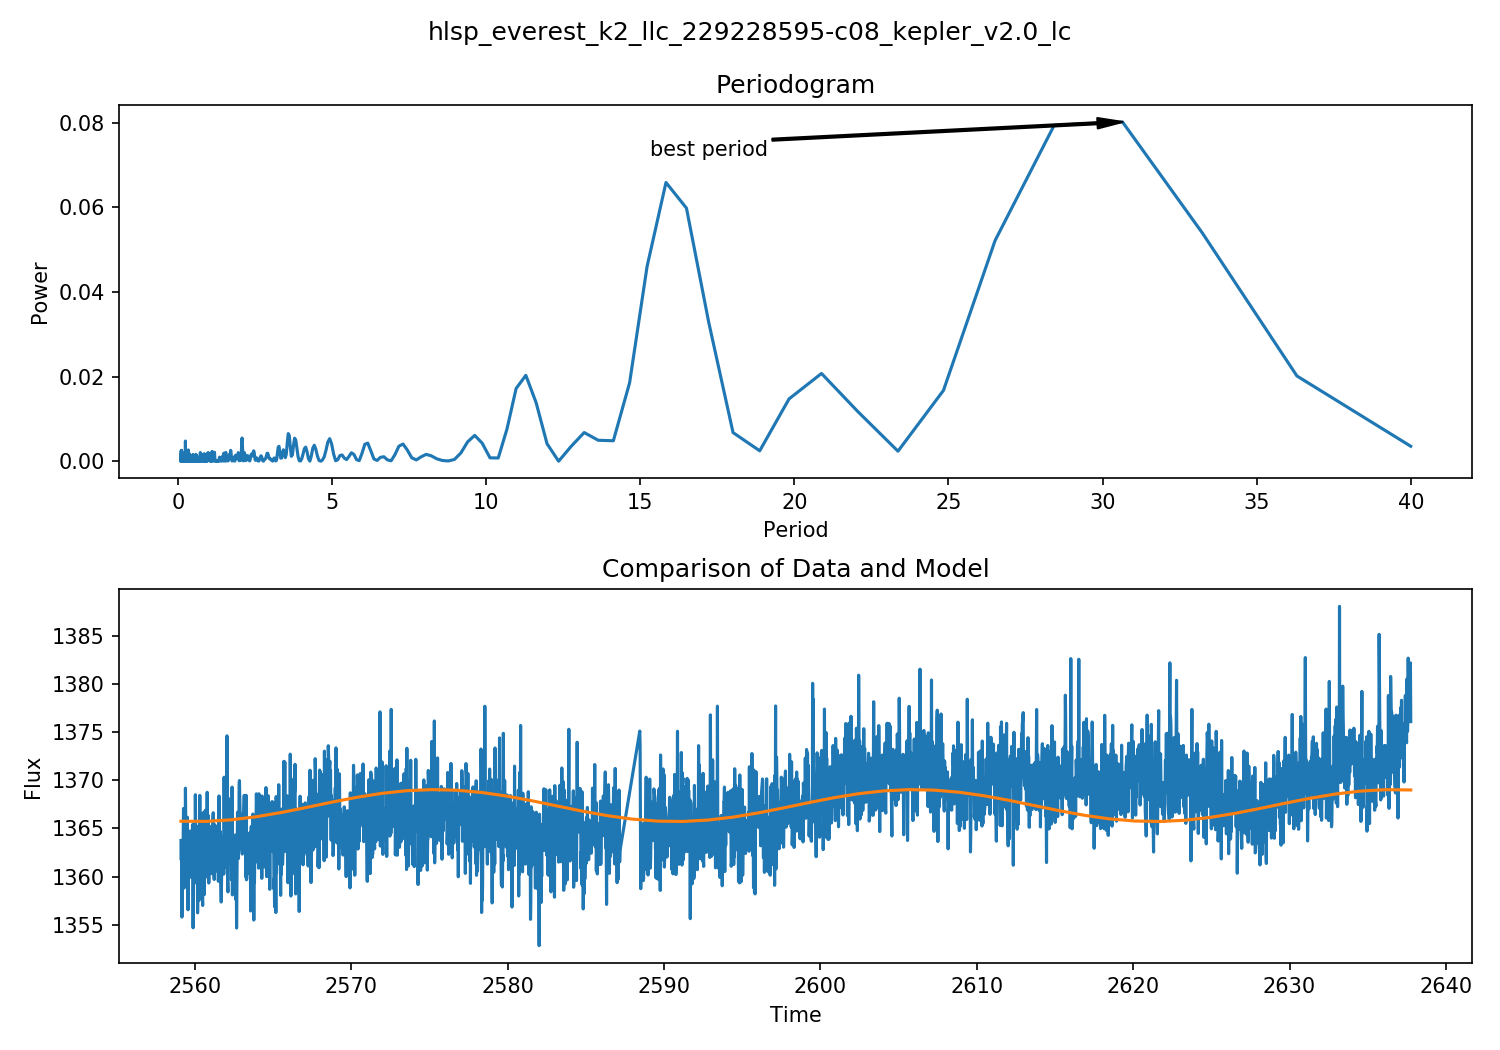 hlsp_everest_k2_llc_229228595-c08_kepler_v2.0_lc
Periodogram
0.08
0.06
0.04
0.02
0.00
Power
best period
0 5 10 15 20 25 30 35 40
Period
Comparison of Data and Model
1385
1380
1375
1370
1365
1360
1355
Flux
2560 2570 2580 2590 2600 2610 2620 2630 2640
Time